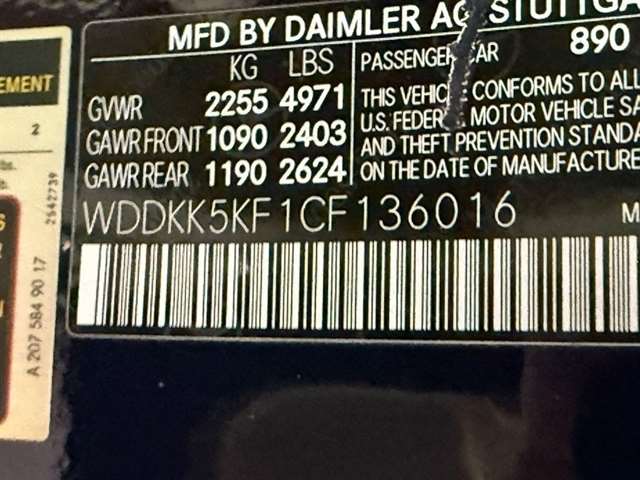 MFD BY DAIMLER AG STUTTGA
KG LBS
GVWR 2255 4971
GAWR FRONT 1090 2403
GAWR REAR 1190 2624
PASSENGER CAR 890
THIS VEHICLE CONFORMS TO ALL
U.S. FEDER MOTOR VEHICLE SA
AND THEFT PREVENTION STANDA
ON THE DATE OF MANUFACTURE
WDDKK5KF1CF136016
M
EMENT
2
2642739
A 207 584 90 17